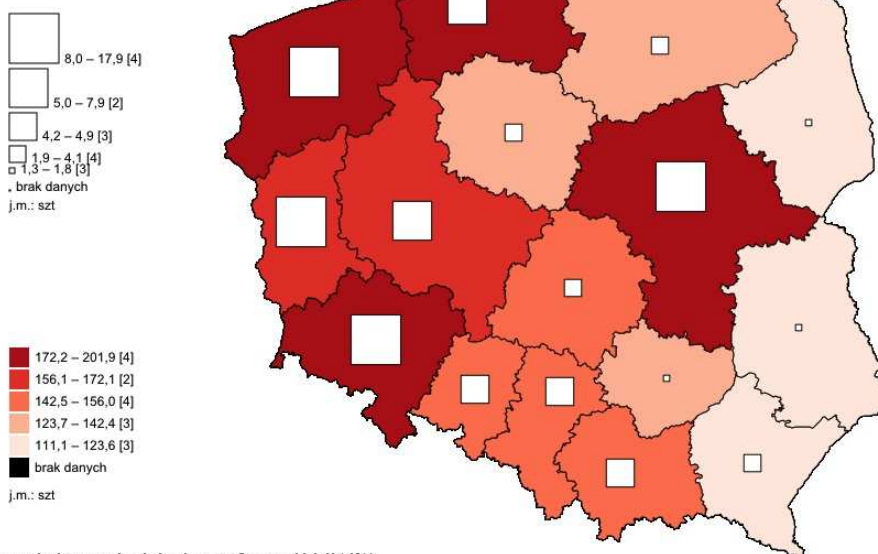 8,0 – 17,9 [4]
5,0 – 7,9 [2]
4,2 – 4,9 [3]
1,9 – 4,1 [4]
1,3 – 1,8 [3]
brak danych
j.m.: szt
172,2 – 201,9 [4]
156,1 – 172,1 [2]
142,5 – 156,0 [4]
123,7 – 142,4 [3]
111,1 – 123,6 [3]
brak danych
j.m.: szt